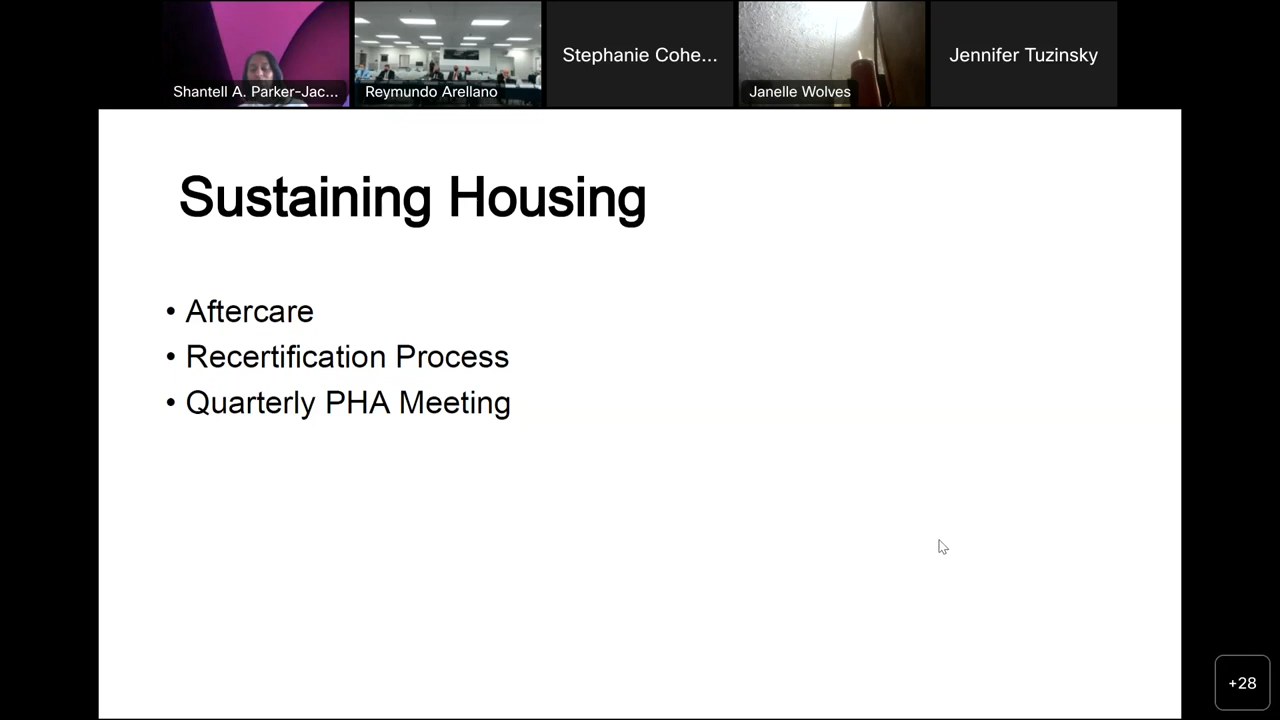 Shantell A. Parker-Jac...
Reymundo Arellano
Stephanie Cohe...
Janelle Wolves
Jennifer Tuzinsky
Sustaining Housing
• Aftercare
• Recertification Process
• Quarterly PHA Meeting
+28